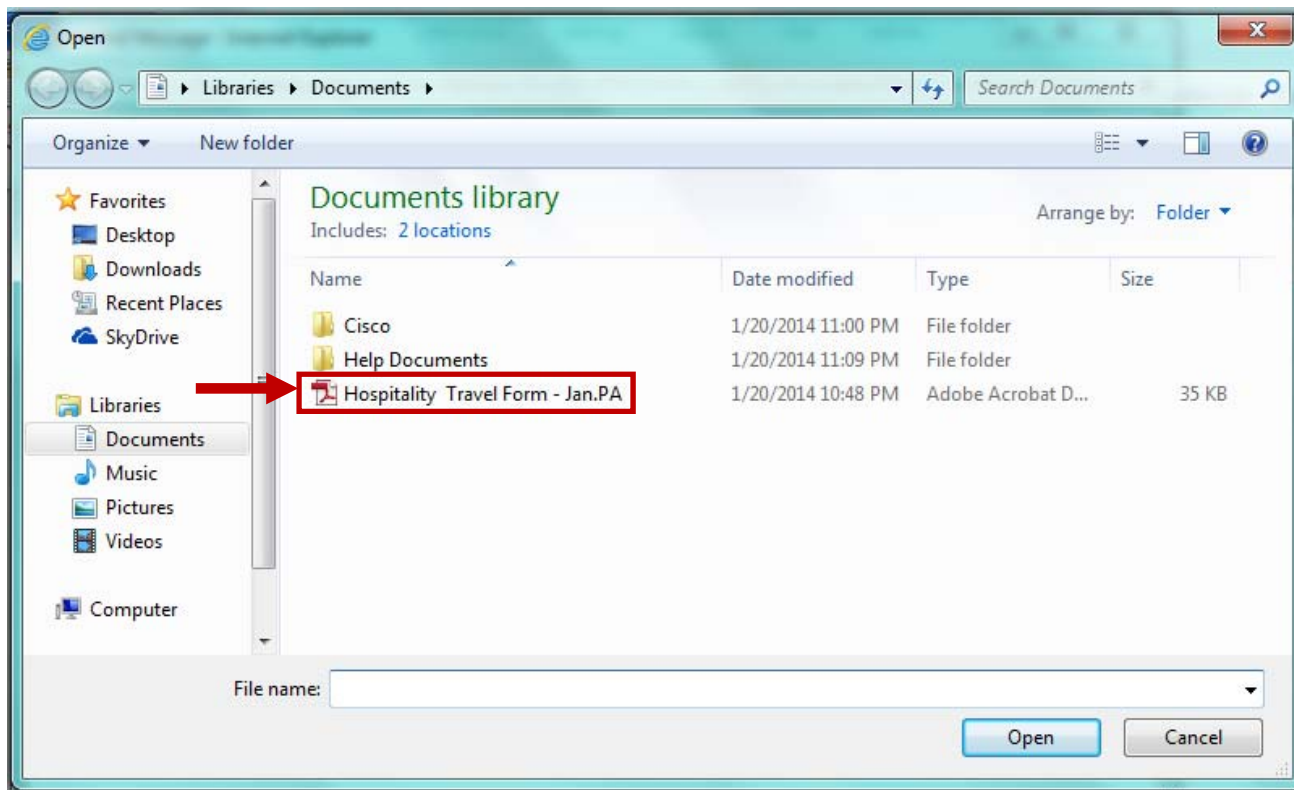 Open
Libraries Documents
Search Documents
Organize New folder
Favorites
Desktop
Downloads
Recent Places
SkyDrive
Libraries
Documents
Music
Pictures
Videos
Computer
Documents library
Includes: 2 locations
Arrange by: Folder
Name Date modified Type Size
Cisco 1/20/2014 11:00 PM File folder
Help Documents 1/20/2014 11:09 PM File folder
Hospitality Travel Form - Jan.PA 1/20/2014 10:48 PM Adobe Acrobat D... 35 KB
File name:
Open Cancel